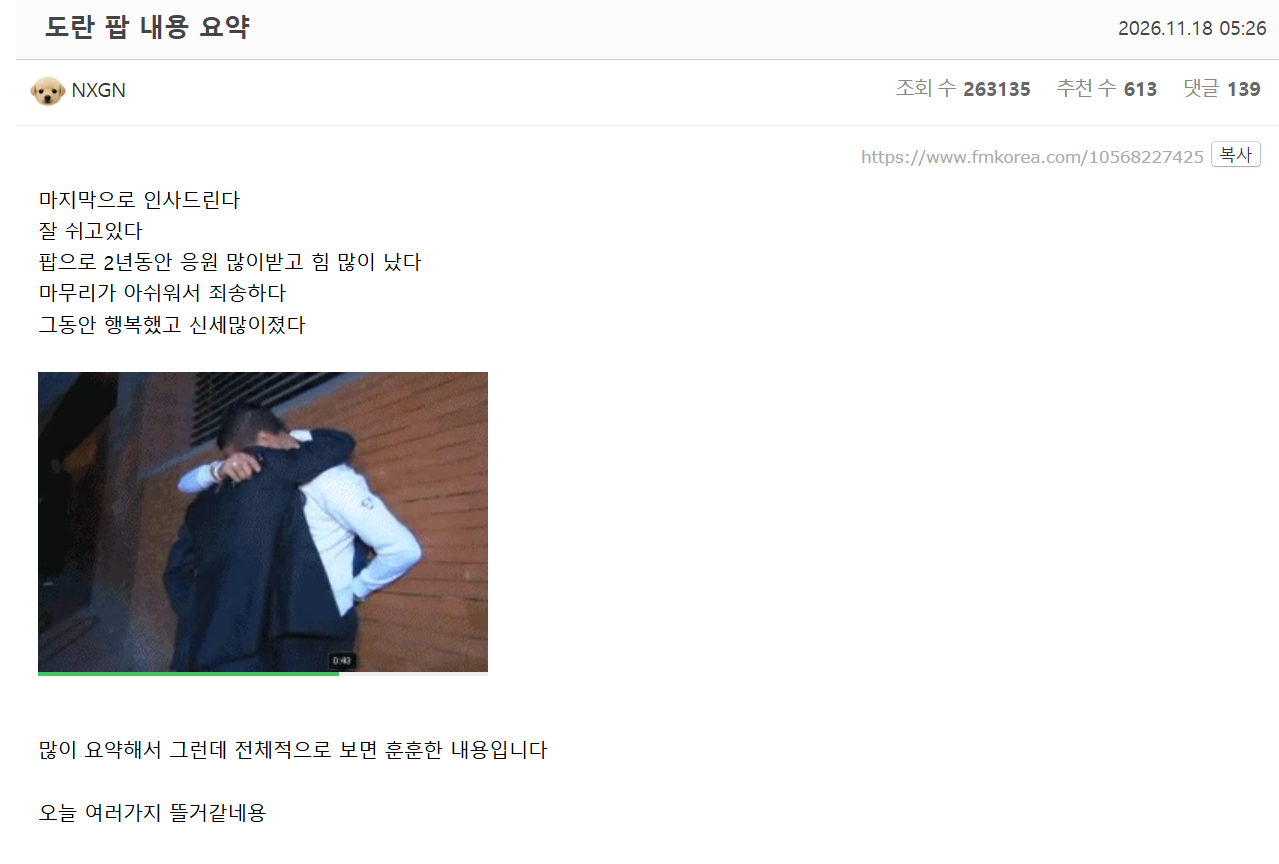 도란 팝 내용 요약
2026.11.18 05:26
NXGN
조회 수 263135 추천 수 613 댓글 139
https://www.fmkorea.com/10568227425 복사
마지막으로 인사드린다
잘 쉬고있다
팝으로 2년동안 응원 많이받고 힘 많이 났다
마무리가 아쉬워서 죄송하다
그동안 행복했고 신세많이졌다
0:43
많이 요약해서 그런데 전체적으로 보면 훈훈한 내용입니다
오늘 여러가지 뜰거같네용